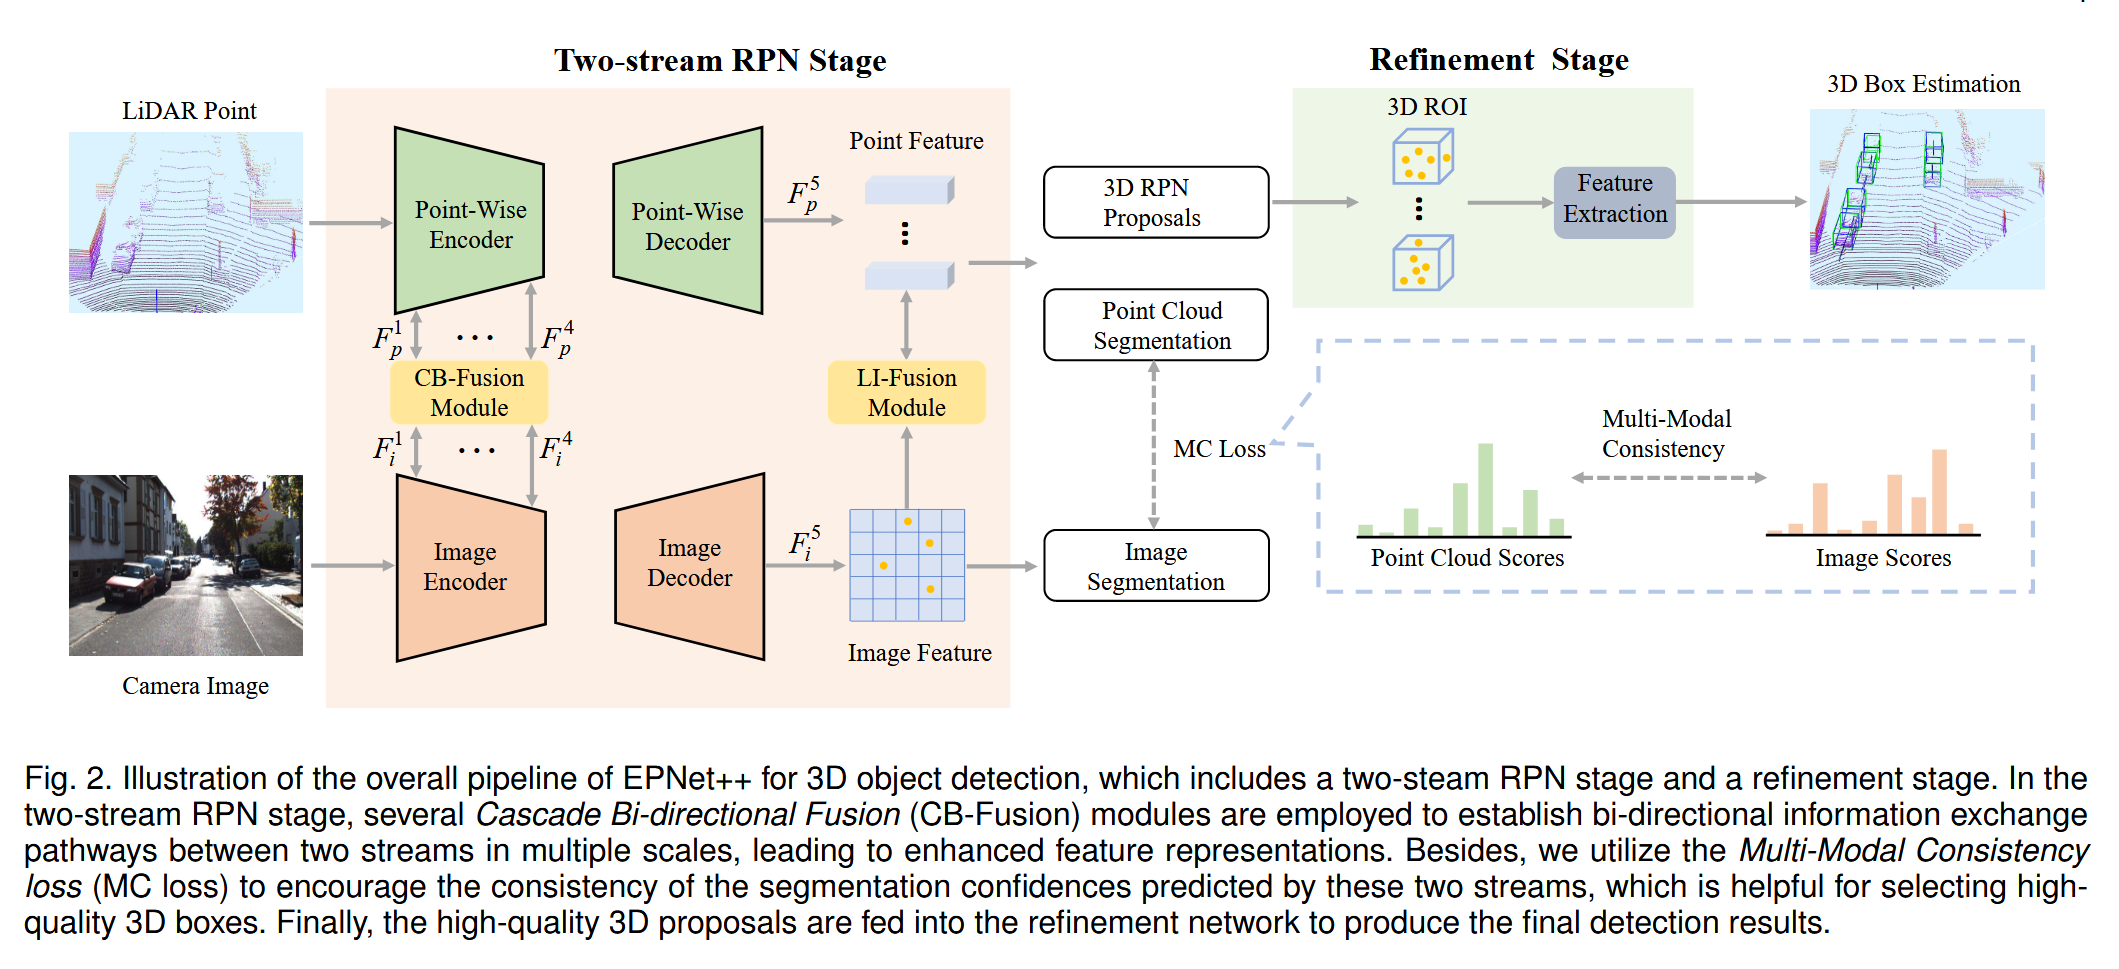 Two-stream RPN Stage
Refinement Stage
LiDAR Point
3D Box Estimation
3D ROI
Point Feature
Point-Wise
Encoder
Point-Wise
Decoder
F_p^5
3D RPN
Proposals
Feature
Extraction
F_p^1
...
F_p^4
Point Cloud
Segmentation
CB-Fusion
Module
LI-Fusion
Module
F_i^1
...
F_i^4
MC Loss
Multi-Modal
Consistency
Image
Encoder
Image
Decoder
F_i^5
Image
Segmentation
Point Cloud Scores
Image Scores
Image Feature
Camera Image
Fig. 2. Illustration of the overall pipeline of EPNet++ for 3D object detection, which includes a two-steam RPN stage and a refinement stage. In the
two-stream RPN stage, several Cascade Bi-directional Fusion (CB-Fusion) modules are employed to establish bi-directional information exchange
pathways between two streams in multiple scales, leading to enhanced feature representations. Besides, we utilize the Multi-Modal Consistency
loss (MC loss) to encourage the consistency of the segmentation confidences predicted by these two streams, which is helpful for selecting high-
quality 3D boxes. Finally, the high-quality 3D proposals are fed into the refinement network to produce the final detection results.